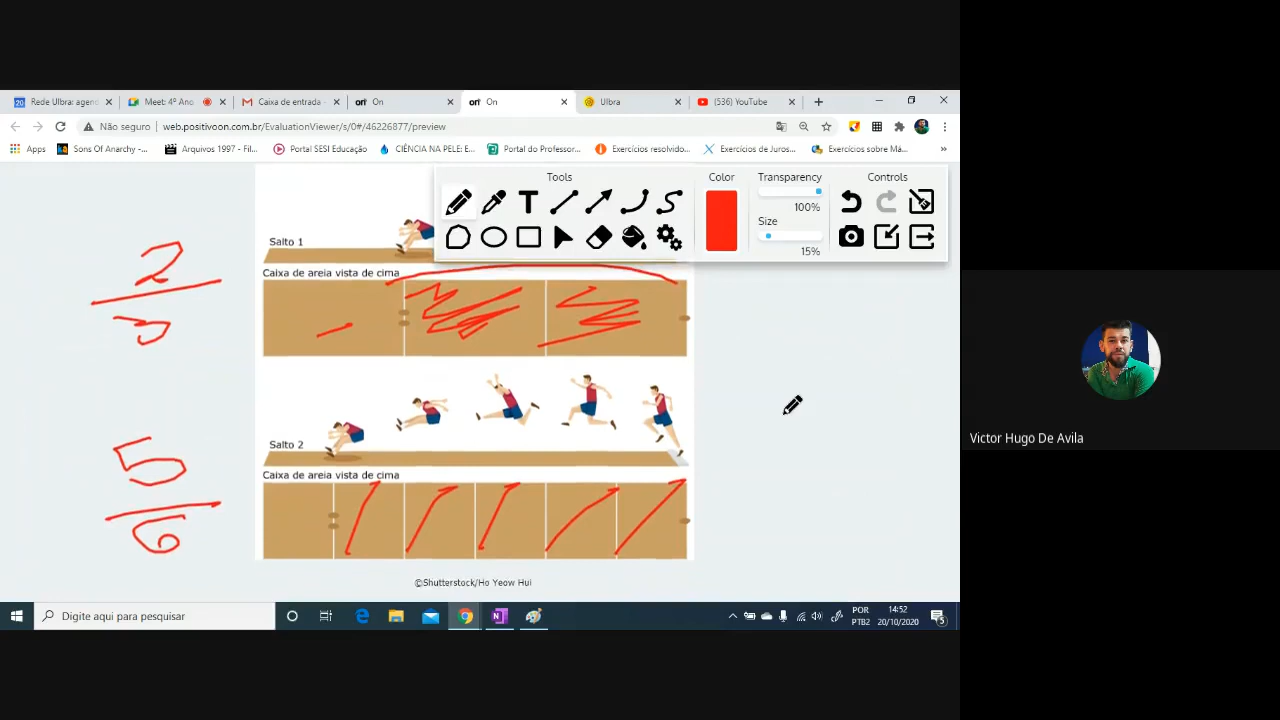 Rede Ulbra: agen
Meet: 4º Ano
Caixa de entrada -
On
On
Ulbra
(536) YouTube
Não seguro
web.positivoon.com.br/EvaluationViewer/s/0#/46226877/preview
Apps
Sons Of Anarchy -...
Arquivos 1997 - Fil...
Portal SESI Educação
CIÊNCIA NA PELE: E...
Portal do Professor...
Exercícios resolvido...
Exercícios de Juros...
Exercícios sobre Má...
»
Tools
Color
Transparency
Controls
100%
Size
15%
Salto 1
Caixa de areia vista de cima
2
3
Salto 2
Caixa de areia vista de cima
5
6
©Shutterstock/Ho Yeow Hui
Victor Hugo De Avila
Digite aqui para pesquisar
POR
PTB2
14:52
20/10/2020
5